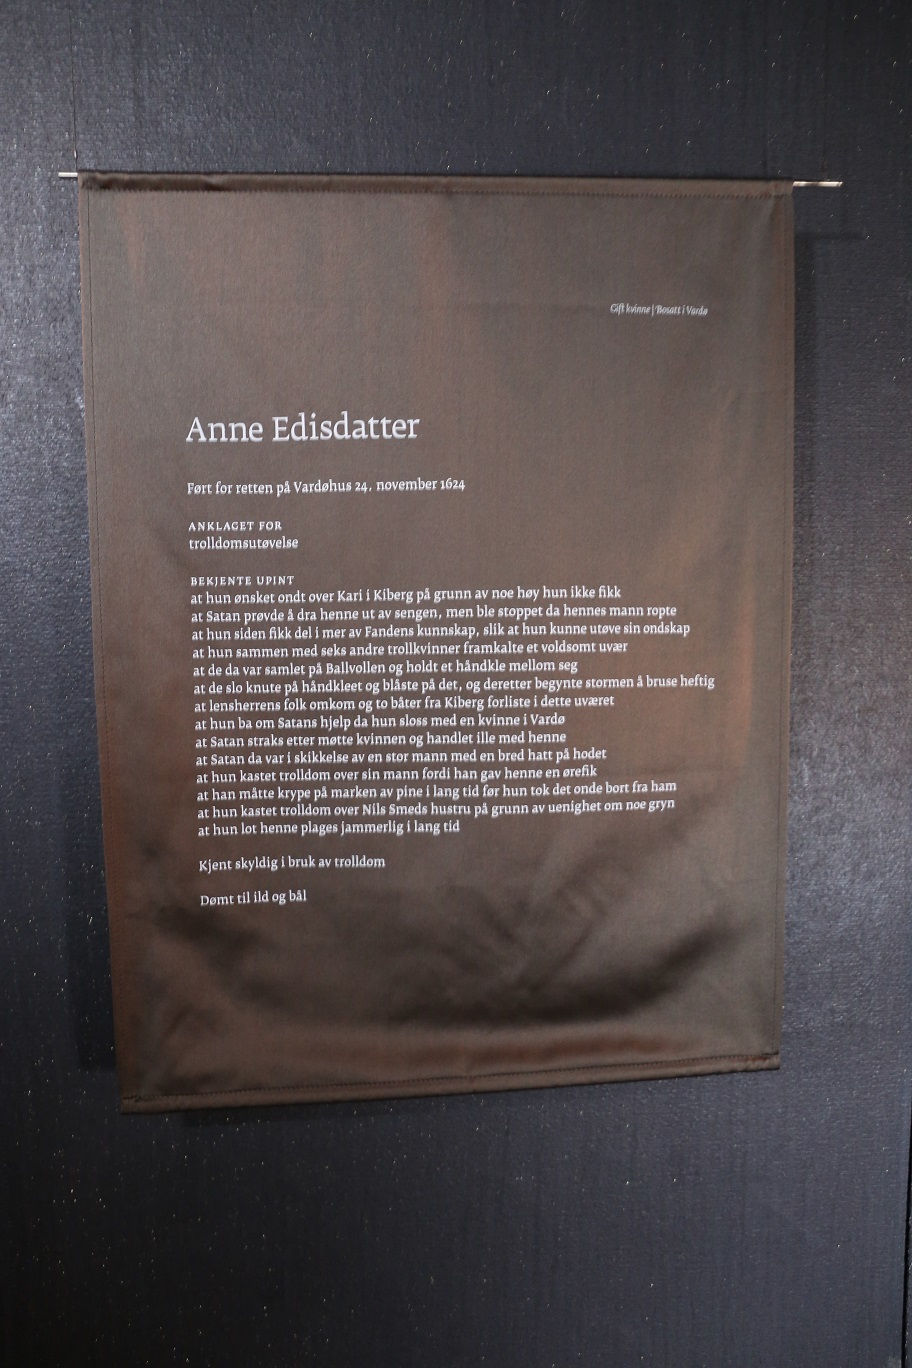 Gift kvinne | Bosatt i Vardø
Anne Edisdatter
Ført for retten på Vardøhus 24. november 1624
ANKLAGET FOR
trolldomsutøvelse
BEKJENTE UPINT
at hun ønsket ondt over Kari i Kiberg på grunn av noe høy hun ikke fikk
at Satan prøvde å dra henne ut av sengen, men ble stoppet da hennes mann ropte
at hun siden fikk del i mer av Fandens kunnskap, slik at hun kunne utøve sin ondskap
at hun sammen med seks andre trollkvinner framkalte et voldsomt uvær
at de da var samlet på Ballvollen og holdt et håndkle mellom seg
at de slo knute på håndkleet og blåste på det, og deretter begynte stormen å bruse heftig
at lensherrens folk omkom og to båter fra Kiberg forliste i dette uværet
at hun ba om Satans hjelp da hun sloss med en kvinne i Vardø
at Satan straks etter møtte kvinnen og handlet ille med henne
at Satan da var i skikkelse av en stor mann med en bred hatt på hodet
at hun kastet trolldom over sin mann fordi han gav henne en ørefik
at han måtte krype på marken av pine i lang tid før hun tok det onde bort fra ham
at hun kastet trolldom over Nils Smeds hustru på grunn av uenighet om noe gryn
at hun lot henne plages jammerlig i lang tid
Kjent skyldig i bruk av trolldom
Dømt til ild og bål